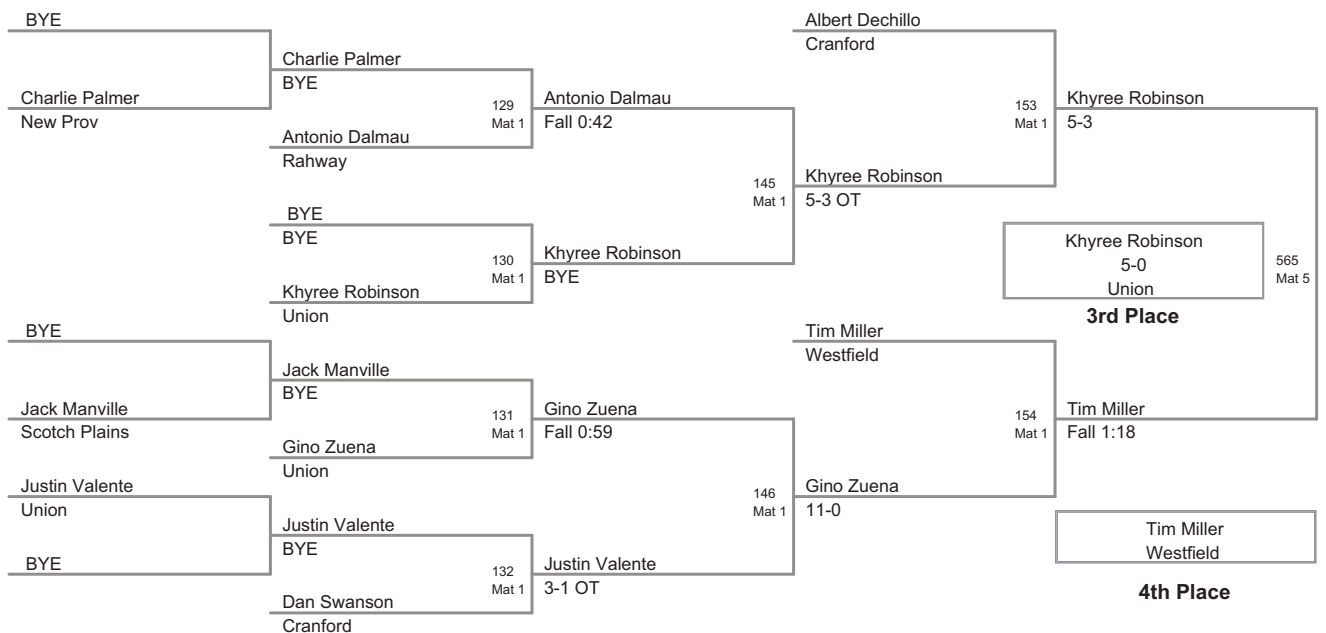 BYE
Charlie Palmer
New Prov
Charlie Palmer
BYE
129
Mat 1
Antonio Dalmau
Rahway
Antonio Dalmau
Fall 0:42
BYE
BYE
130
Mat 1
Khyree Robinson
Union
Khyree Robinson
BYE
145
Mat 1
Khyree Robinson
5-3 OT
Albert Dechillo
Cranford
153
Mat 1
Khyree Robinson
5-3
Khyree Robinson
5-0
Union
3rd Place
565
Mat 5
BYE
Jack Manville
Scotch Plains
Jack Manville
BYE
131
Mat 1
Gino Zuena
Union
Gino Zuena
Fall 0:59
Justin Valente
Union
BYE
Justin Valente
BYE
132
Mat 1
Dan Swanson
Cranford
Justin Valente
3-1 OT
146
Mat 1
Gino Zuena
11-0
Tim Miller
Westfield
154
Mat 1
Tim Miller
Fall 1:18
Tim Miller
Westfield
4th Place